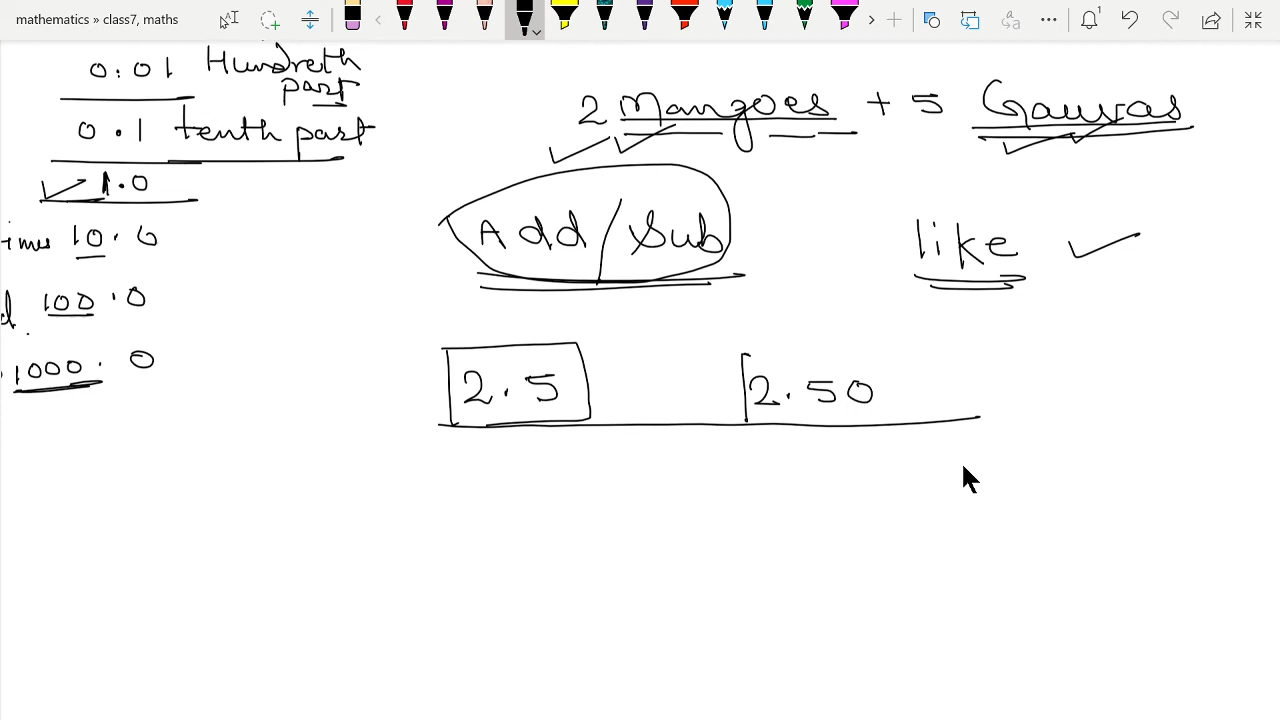 mathematics » class7, maths
0.01 Hundreth
part
0.1 tenth part
1.0
10.0
100.0
1000.0
2 Mangoes + 5 Gauvas
Add/Sub like
2.5 2.50